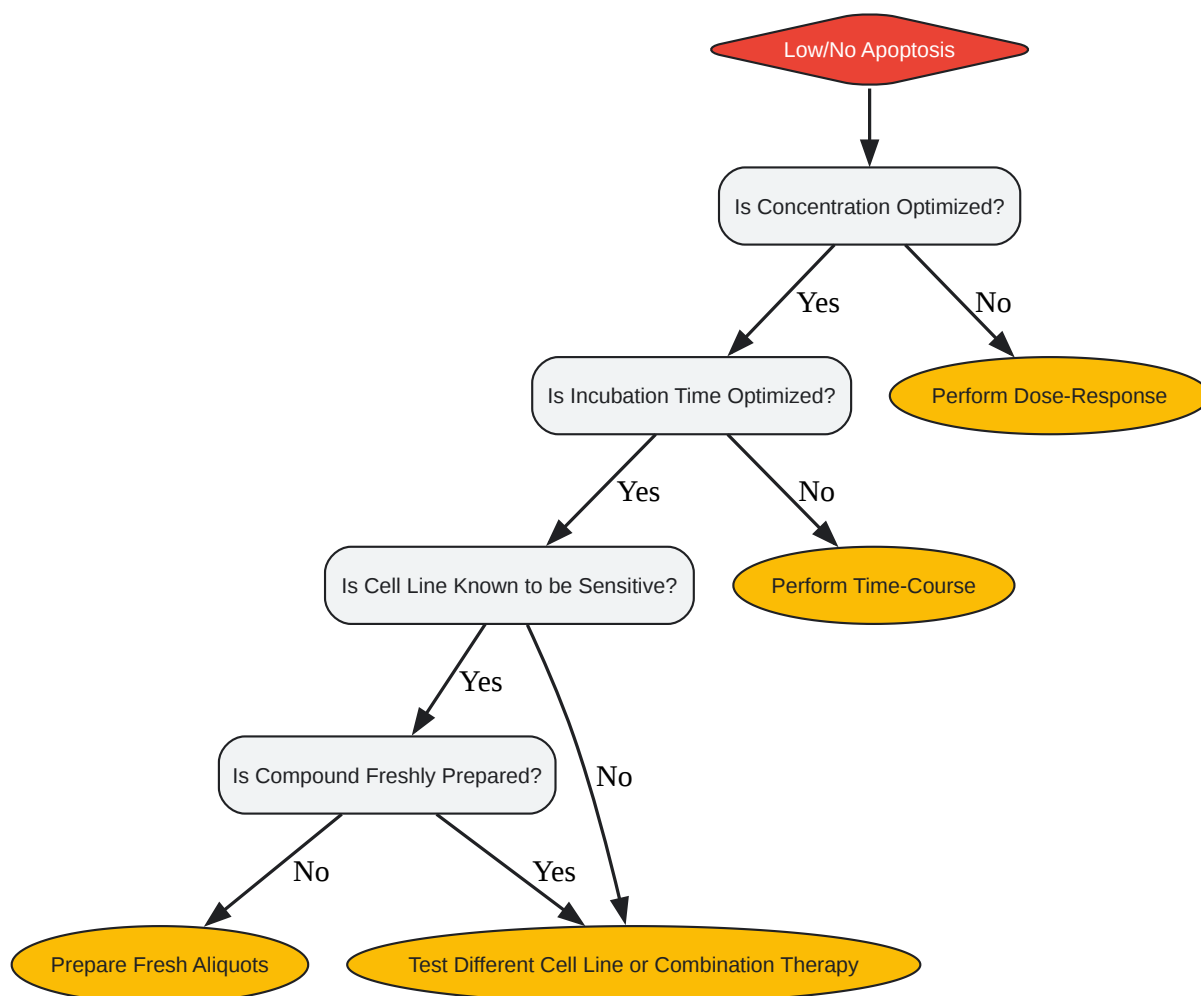 Low/No Apoptosis
Is Concentration Optimized?
Yes
No
Is Incubation Time Optimized?
Perform Dose-Response
Yes
No
Is Cell Line Known to be Sensitive?
Perform Time-Course
Yes
Is Compound Freshly Prepared?
No
No
Yes
Prepare Fresh Aliquots
Test Different Cell Line or Combination Therapy